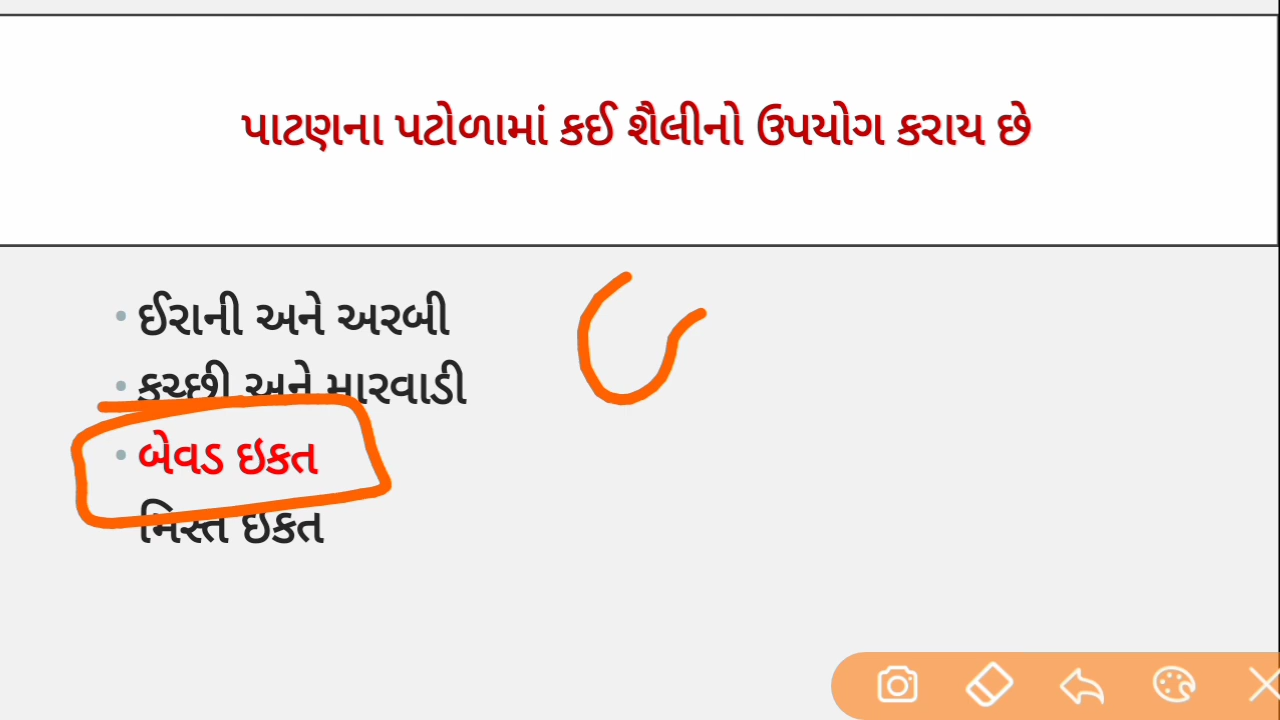 પાટણના પટોળામાં કઈ શૈલીનો ઉપયોગ કરાય છે
• ઈરાની અને અરબી
• કચ્છી અને મારવાડી
• બેવડ ઇકત
મિસ્ત ઇકત